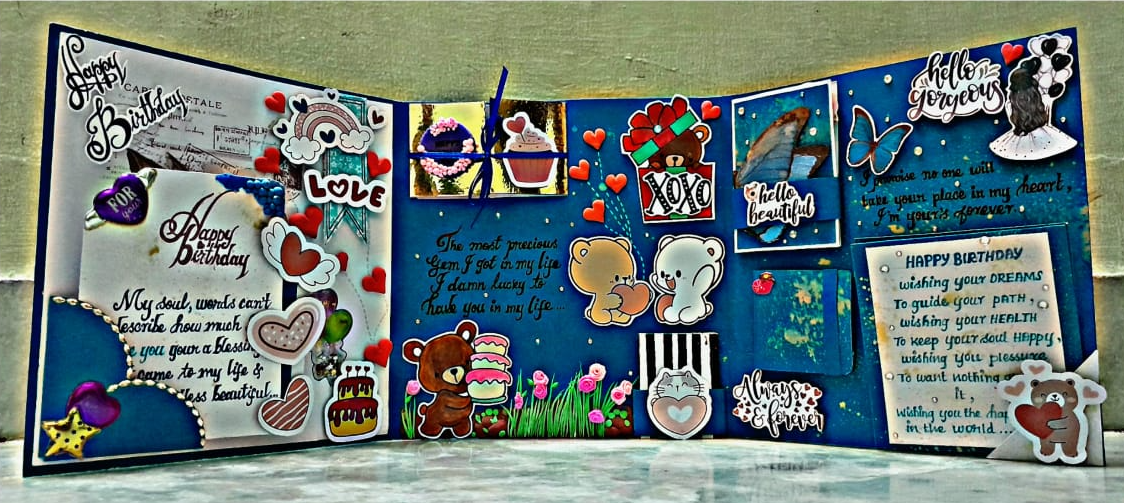 Happy
Birthday
CARTE POSTALE
LOVE
FOR
you
Happy
Birthday
My soul, words can't
describe how much
you your a blessing
came to my life &
beautiful...
The most precious
Gem I got in my life
I damn lucky to
have you in my life...
XOXO
hello
beautiful
hello
gorgeous
I promise no one will
take your place in my heart,
I'm your's forever
Always
& forever
HAPPY BIRTHDAY
wishing your DREAMS
To guide your PATH,
wishing your HEALTH
To keep your soul HAPPY,
wishing you pleasure
To want nothing
it,
wishing you the
in the world...